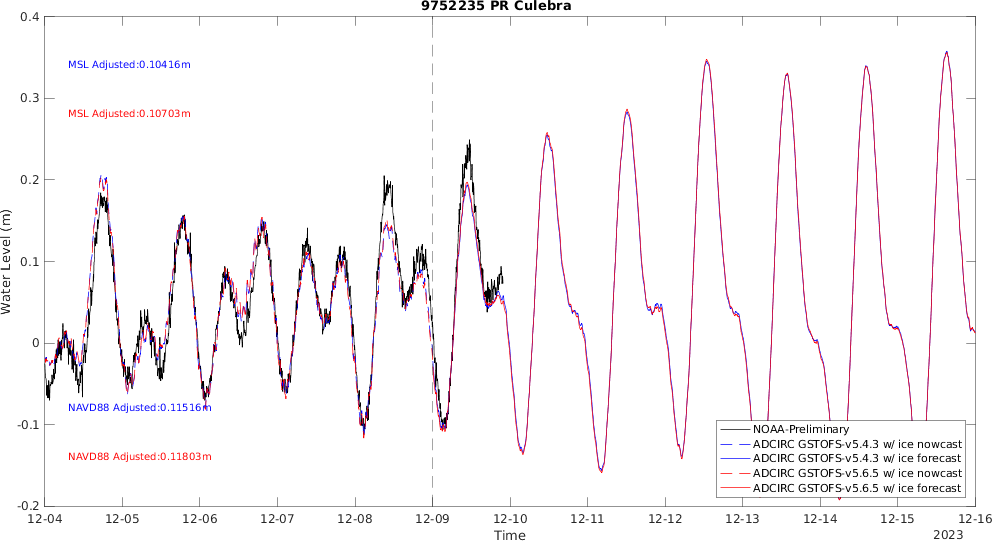 9752235 PR Culebra
0.4
0.3
0.2
0.1
0
-0.1
-0.2
Water Level (m)
MSL Adjusted:0.10416m
MSL Adjusted:0.10703m
NAVD88 Adjusted:0.11516m
NAVD88 Adjusted:0.11803m
NOAA-Preliminary
ADCIRC GSTOFS-v5.4.3 w/ ice nowcast
ADCIRC GSTOFS-v5.4.3 w/ ice forecast
ADCIRC GSTOFS-v5.6.5 w/ ice nowcast
ADCIRC GSTOFS-v5.6.5 w/ ice forecast
12-04 12-05 12-06 12-07 12-08 12-09 12-10 12-11 12-12 12-13 12-14 12-15 12-16
Time
2023